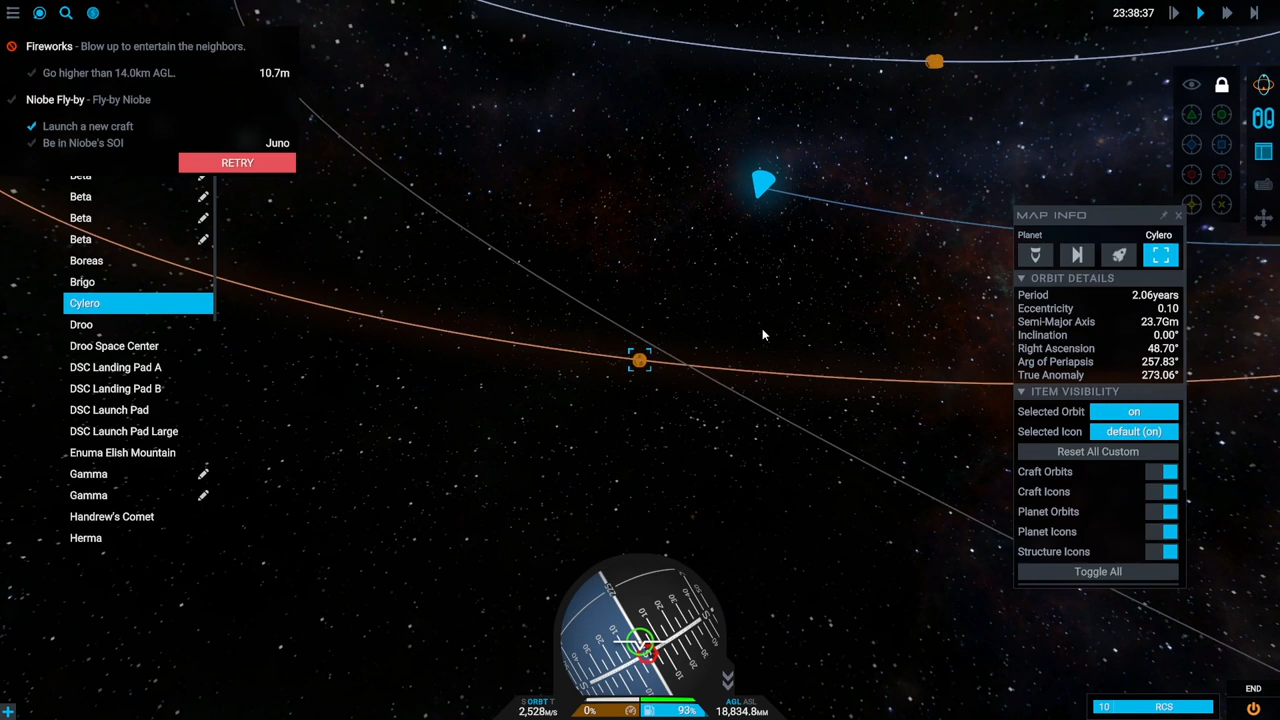 23:38:37
Fireworks - Blow up to entertain the neighbors.
Go higher than 14.0km AGL. 10.7m
Niobe Fly-by - Fly-by Niobe
Launch a new craft
Be in Niobe's SOI Juno
RETRY
Beta
Beta
Beta
Beta
Boreas
Brigo
Cylero
Droo
Droo Space Center
DSC Landing Pad A
DSC Landing Pad B
DSC Launch Pad
DSC Launch Pad Large
Enuma Elish Mountain
Gamma
Gamma
Handrew's Comet
Herma
MAP INFO
Planet Cylero
ORBIT DETAILS
Period 2.06years
Eccentricity 0.10
Semi-Major Axis 23.7Gm
Inclination 0.00°
Right Ascension 48.70°
Arg of Periapsis 257.83°
True Anomaly 273.06°
ITEM VISIBILITY
Selected Orbit on
Selected Icon default (on)
Reset All Custom
Craft Orbits
Craft Icons
Planet Orbits
Planet Icons
Structure Icons
Toggle All
S ORBT T
2,528M/S
0%
93%
AGL ASL
18,834.8MM
10 RCS
END